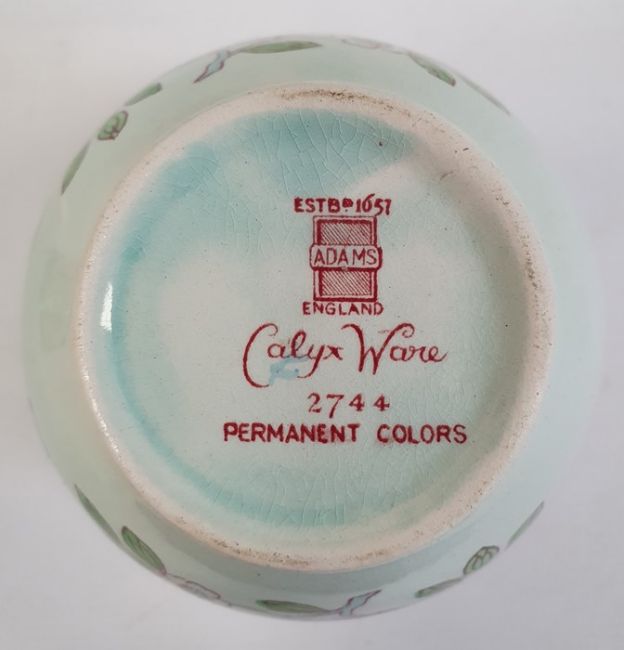 ESTBD 1657
ADAMS
ENGLAND
Calyx Ware
2744
PERMANENT COLORS